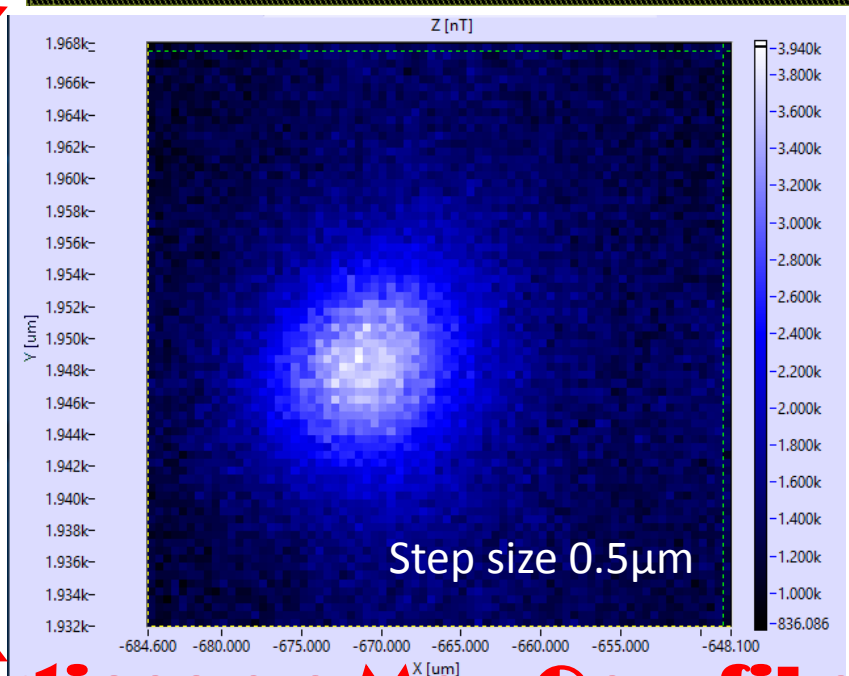 Z [nT]
1.968k
1.966k
1.964k
1.962k
1.960k
1.958k
1.956k
1.954k
1.952k
1.950k
1.948k
1.946k
1.944k
1.942k
1.940k
1.938k
1.936k
1.934k
1.932k
Y [um]
3.940k
3.800k
3.600k
3.400k
3.200k
3.000k
2.800k
2.600k
2.400k
2.200k
2.000k
1.800k
1.600k
1.400k
1.200k
1.000k
836.086
Step size 0.5μm
-684.600 -680.000 -675.000 -670.000 -665.000 -660.000 -655.000 -648.100
X [um]